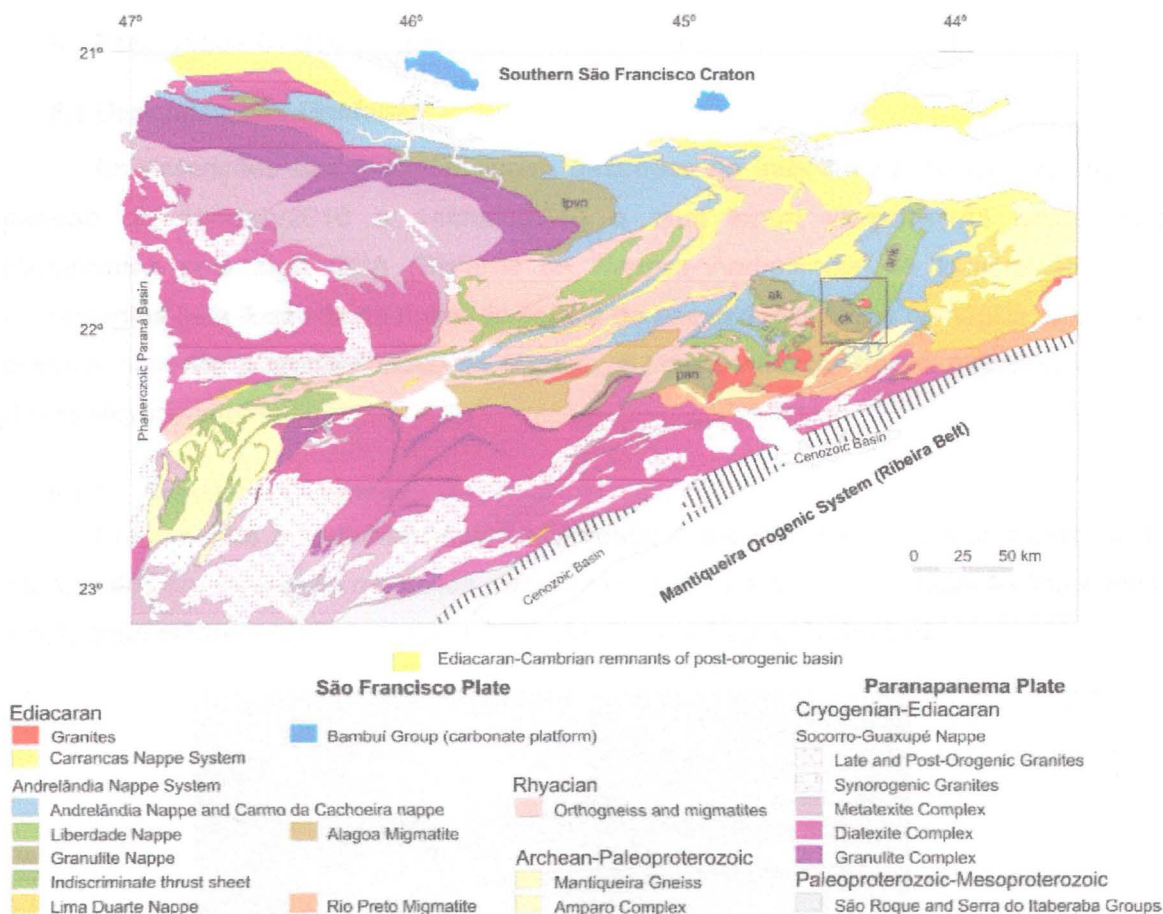 47° 46° 45° 44°
21°
Southern São Francisco Craton
tpvn
Phanerozoic Paraná Basin
ank
ak
22°
ck
pan
Cenozoic Basin
Mantiqueira Orogenic System (Ribeira Belt)
0 25 50 km
Cenozoic Basin
23°
Ediacaran-Cambrian remnants of post-orogenic basin
São Francisco Plate
Ediacaran
Granites
Carrancas Nappe System
Andrelândia Nappe System
Andrelândia Nappe and Carmo da Cachoeira nappe
Liberdade Nappe
Granulite Nappe
Indiscriminate thrust sheet
Lima Duarte Nappe
Bambuí Group (carbonate platform)
Alagoa Migmatite
Rio Preto Migmatite
Rhyacian
Orthogneiss and migmatites
Archean-Paleoproterozoic
Mantiqueira Gneiss
Amparo Complex
Paranapanema Plate
Cryogenian-Ediacaran
Socorro-Guaxupé Nappe
Late and Post-Orogenic Granites
Synorogenic Granites
Metatexite Complex
Diatexite Complex
Granulite Complex
Paleoproterozoic-Mesoproterozoic
São Roque and Serra do Itaberaba Groups